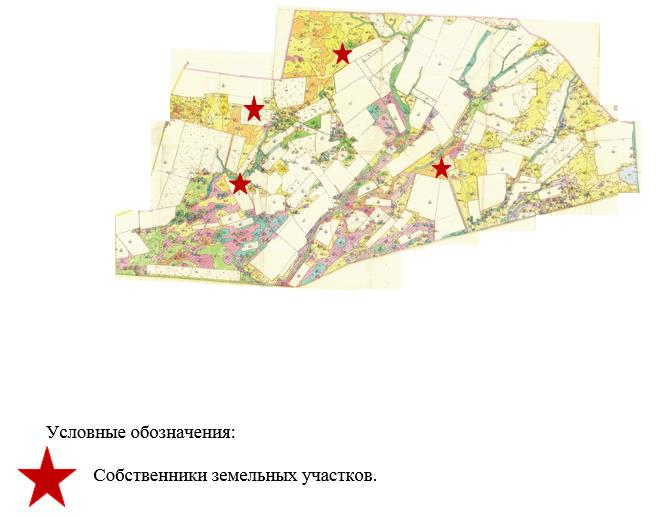 Условные обозначения:
Собственники земельных участков.